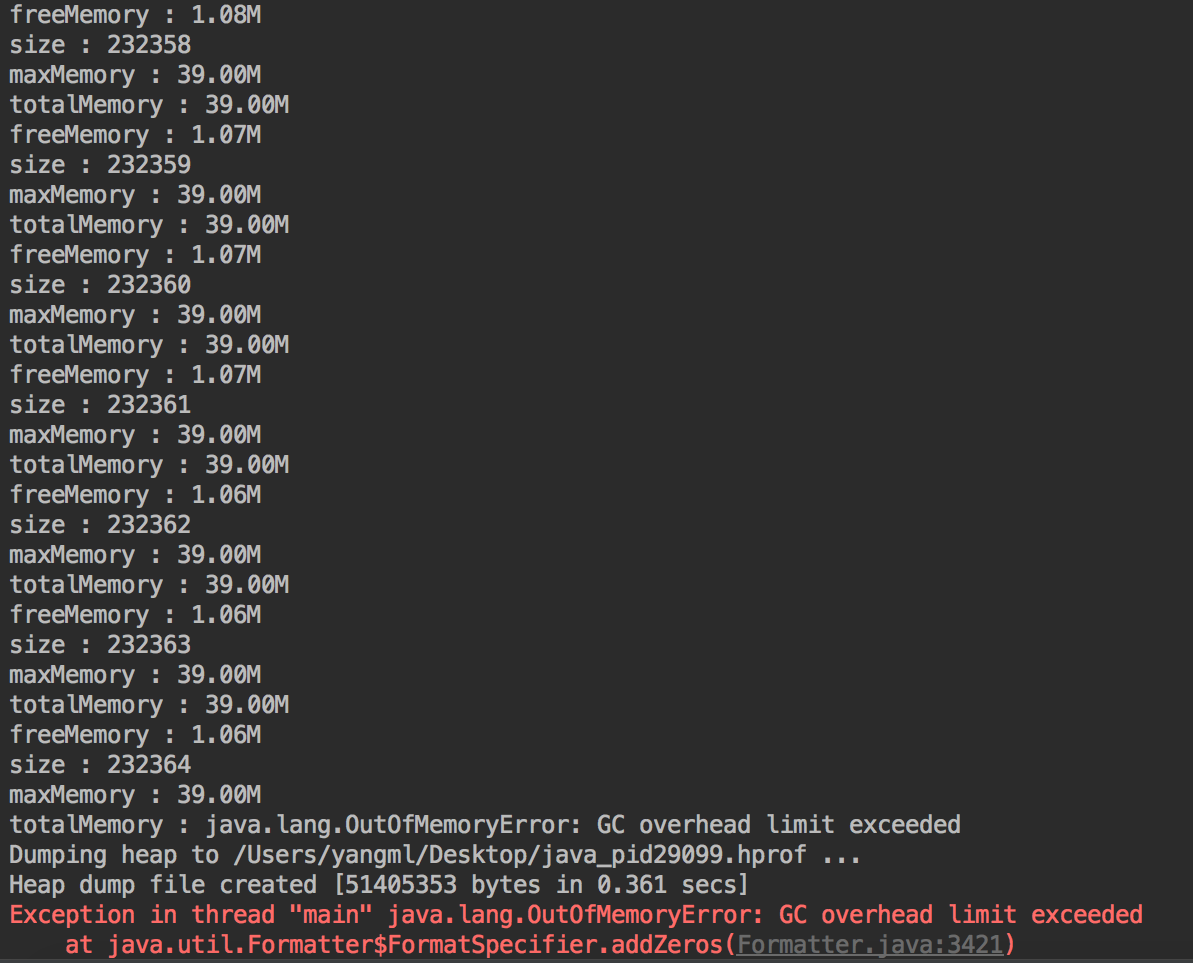 freeMemory : 1.08M
size : 232358
maxMemory : 39.00M
totalMemory : 39.00M
freeMemory : 1.07M
size : 232359
maxMemory : 39.00M
totalMemory : 39.00M
freeMemory : 1.07M
size : 232360
maxMemory : 39.00M
totalMemory : 39.00M
freeMemory : 1.07M
size : 232361
maxMemory : 39.00M
totalMemory : 39.00M
freeMemory : 1.06M
size : 232362
maxMemory : 39.00M
totalMemory : 39.00M
freeMemory : 1.06M
size : 232363
maxMemory : 39.00M
totalMemory : 39.00M
freeMemory : 1.06M
size : 232364
maxMemory : 39.00M
totalMemory : java.lang.OutOfMemoryError: GC overhead limit exceeded
Dumping heap to /Users/yangml/Desktop/java_pid29099.hprof ...
Heap dump file created [51405353 bytes in 0.361 secs]
Exception in thread "main" java.lang.OutOfMemoryError: GC overhead limit exceeded
at java.util.Formatter$FormatSpecifier.addZeros(Formatter.java:3421)